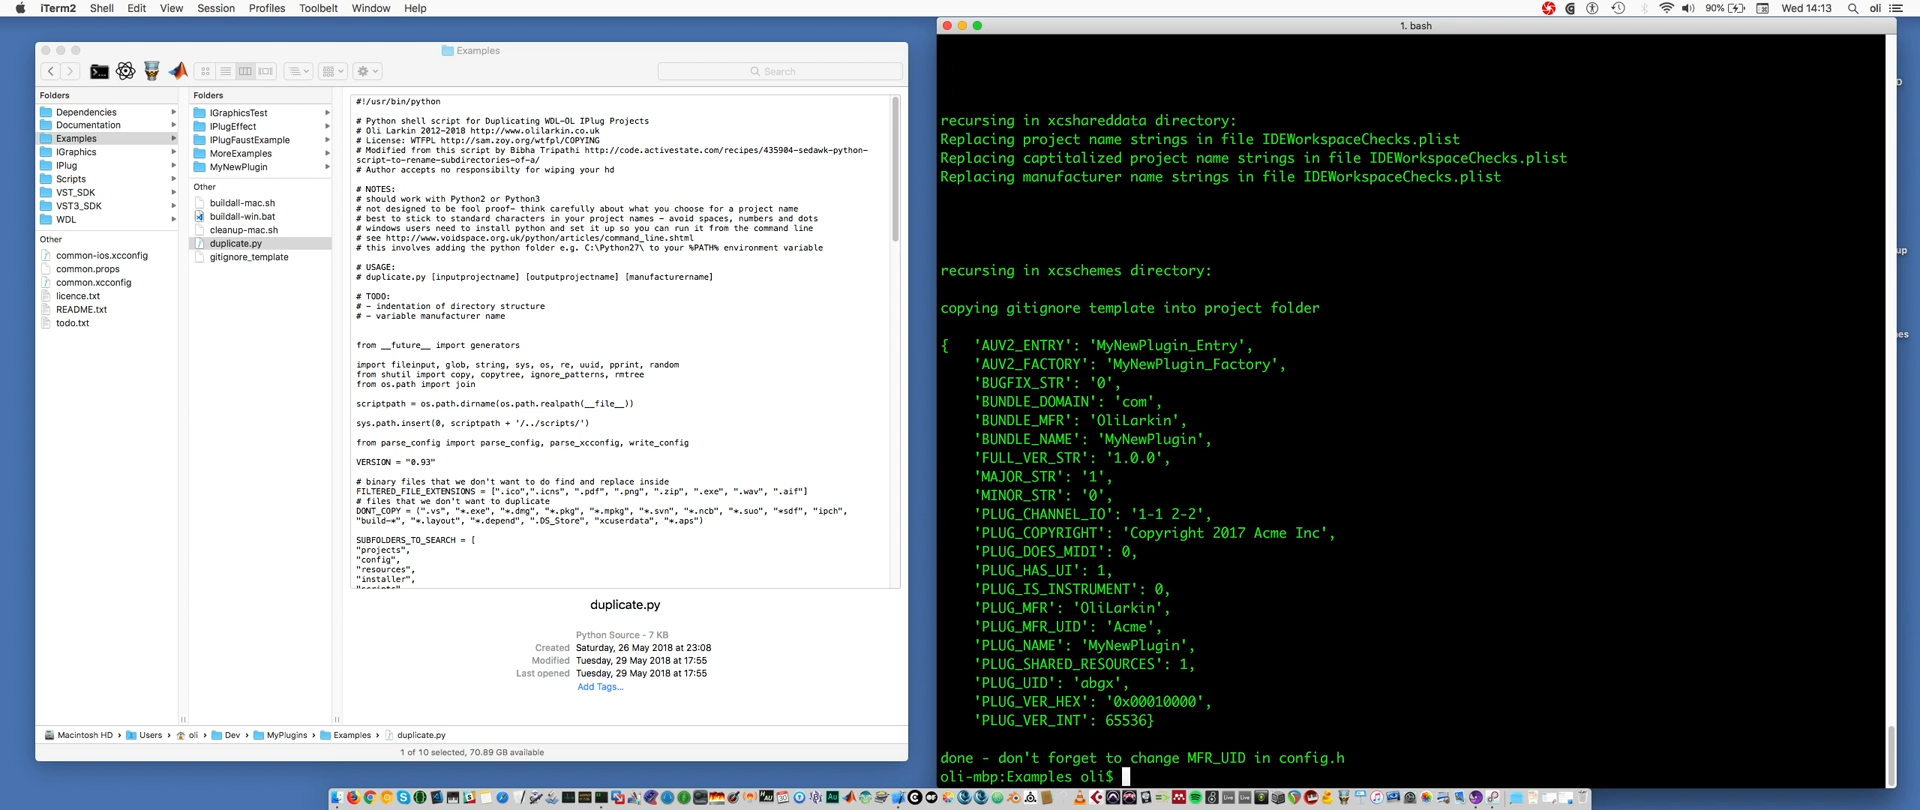 iTerm2 Shell Edit View Session Profiles Toolbelt Window Help
90% Wed 14:13 oli
Examples
Search
Folders
Dependencies
Documentation
Examples
IGraphics
IPlug
Scripts
VST_SDK
VST3_SDK
WDL
Other
common-ios.xcconfig
common.props
common.xcconfig
licence.txt
README.txt
todo.txt
Folders
IGraphicsTest
IPlugEffect
IPlugFaustExample
MoreExamples
MyNewPlugin
Other
buildall-mac.sh
buildall-win.bat
cleanup-mac.sh
duplicate.py
gitignore_template
#!/usr/bin/python
# Python shell script for Duplicating WDL-OL IPlug Projects
# Oli Larkin 2012-2018 http://www.olilarkin.co.uk
# License: WTFPL http://sam.zoy.org/wtfpl/COPYING
# Modified from this script by Bibha Tripathi http://code.activestate.com/recipes/435904-sedawk-python-
script-to-rename-subdirectories-of-a/
# Author accepts no responsibilty for wiping your hd
# NOTES:
# should work with Python2 or Python3
# not designed to be fool proof- think carefully about what you choose for a project name
# best to stick to standard characters in your project names - avoid spaces, numbers and dots
# windows users need to install python and set it up so you can run it from the command line
# see http://www.voidspace.org.uk/python/articles/command_line.shtml
# this involves adding the python folder e.g. C:\Python27\ to your %PATH% environment variable
# USAGE:
# duplicate.py [inputprojectname] [outputprojectname] [manufacturername]
# TODO:
# - indentation of directory structure
# - variable manufacturer name
from __future__ import generators
import fileinput, glob, string, sys, os, re, uuid, pprint, random
from shutil import copy, copytree, ignore_patterns, rmtree
from os.path import join
scriptpath = os.path.dirname(os.path.realpath(__file__))
sys.path.insert(0, scriptpath + '/../scripts/')
from parse_config import parse_config, parse_xcconfig, write_config
VERSION = "0.93"
# binary files that we don't want to do find and replace inside
FILTERED_FILE_EXTENSIONS = [".ico",".icns", ".pdf", ".png", ".zip", ".exe", ".wav", ".aif"]
# files that we don't want to duplicate
DONT_COPY = (".vs", "*.exe", "*.dmg", "*.pkg", "*.mpkg", "*.svn", "*.ncb", "*.suo", "*sdf", "ipch",
"build-*", "*.layout", "*.depend", ".DS_Store", "xcuserdata", "*.aps")
SUBFOLDERS_TO_SEARCH = [
"projects",
"config",
"resources",
"installer",
"scripts",
duplicate.py
Python Source - 7 KB
Created Saturday, 26 May 2018 at 23:08
Modified Tuesday, 29 May 2018 at 17:55
Last opened Tuesday, 29 May 2018 at 17:55
Add Tags...
Macintosh HD › Users › oli › Dev › MyPlugins › Examples › duplicate.py
1 of 10 selected, 70.89 GB available
1. bash
recursing in xcshareddata directory:
Replacing project name strings in file IDEWorkspaceChecks.plist
Replacing captitalized project name strings in file IDEWorkspaceChecks.plist
Replacing manufacturer name strings in file IDEWorkspaceChecks.plist
recursing in xcschemes directory:
copying gitignore template into project folder
{ 'AUV2_ENTRY': 'MyNewPlugin_Entry',
'AUV2_FACTORY': 'MyNewPlugin_Factory',
'BUGFIX_STR': '0',
'BUNDLE_DOMAIN': 'com',
'BUNDLE_MFR': 'OliLarkin',
'BUNDLE_NAME': 'MyNewPlugin',
'FULL_VER_STR': '1.0.0',
'MAJOR_STR': '1',
'MINOR_STR': '0',
'PLUG_CHANNEL_IO': '1-1 2-2',
'PLUG_COPYRIGHT': 'Copyright 2017 Acme Inc',
'PLUG_DOES_MIDI': 0,
'PLUG_HAS_UI': 1,
'PLUG_IS_INSTRUMENT': 0,
'PLUG_MFR': 'OliLarkin',
'PLUG_MFR_UID': 'Acme',
'PLUG_NAME': 'MyNewPlugin',
'PLUG_SHARED_RESOURCES': 1,
'PLUG_UID': 'abgx',
'PLUG_VER_HEX': '0x00010000',
'PLUG_VER_INT': 65536}
done - don't forget to change MFR_UID in config.h
oli-mbp:Examples oli$